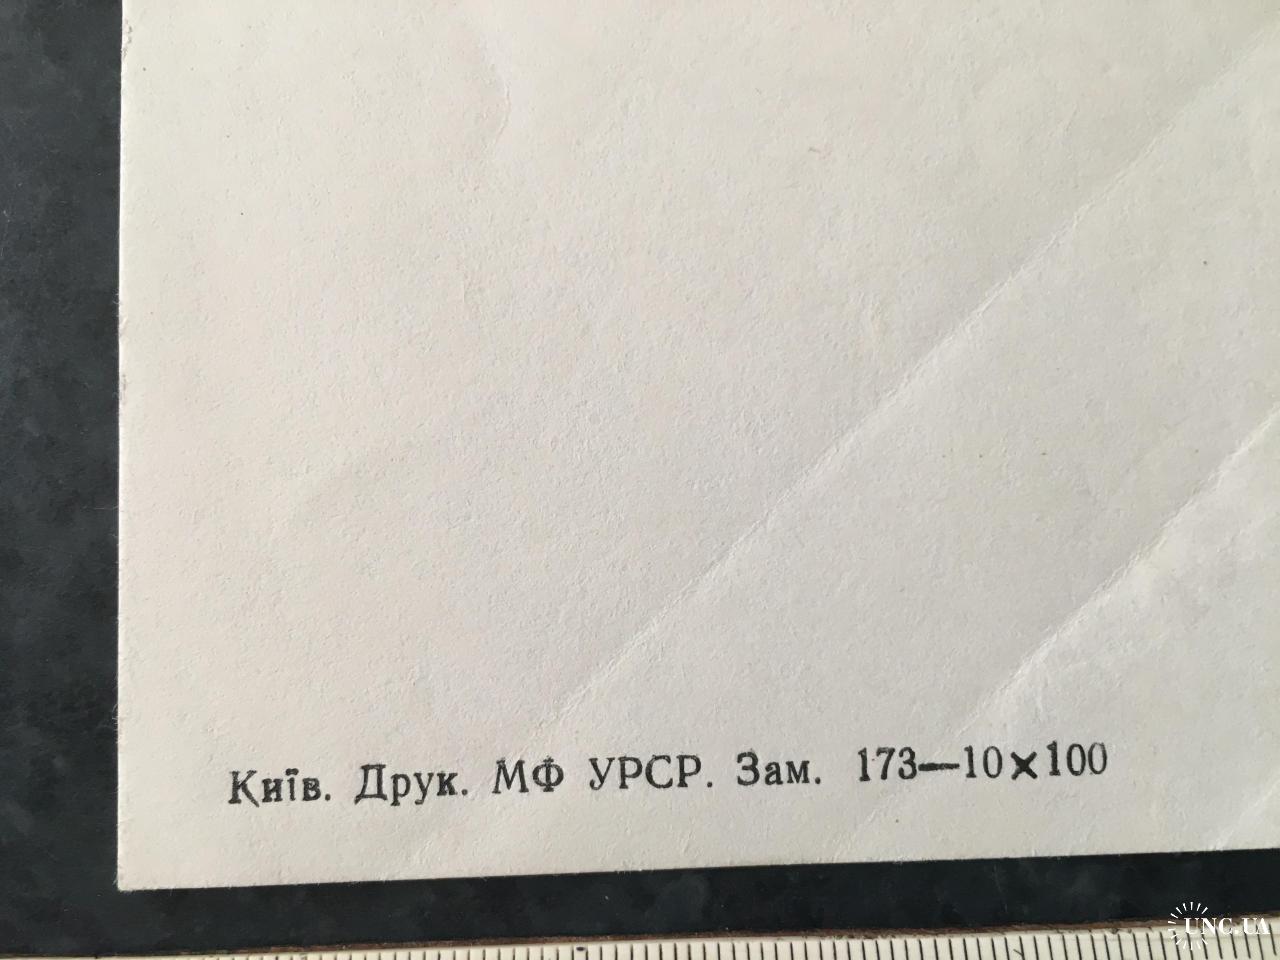 Київ. Друк. МФ УРСР. Зам. 173—10×100
UNC.UA